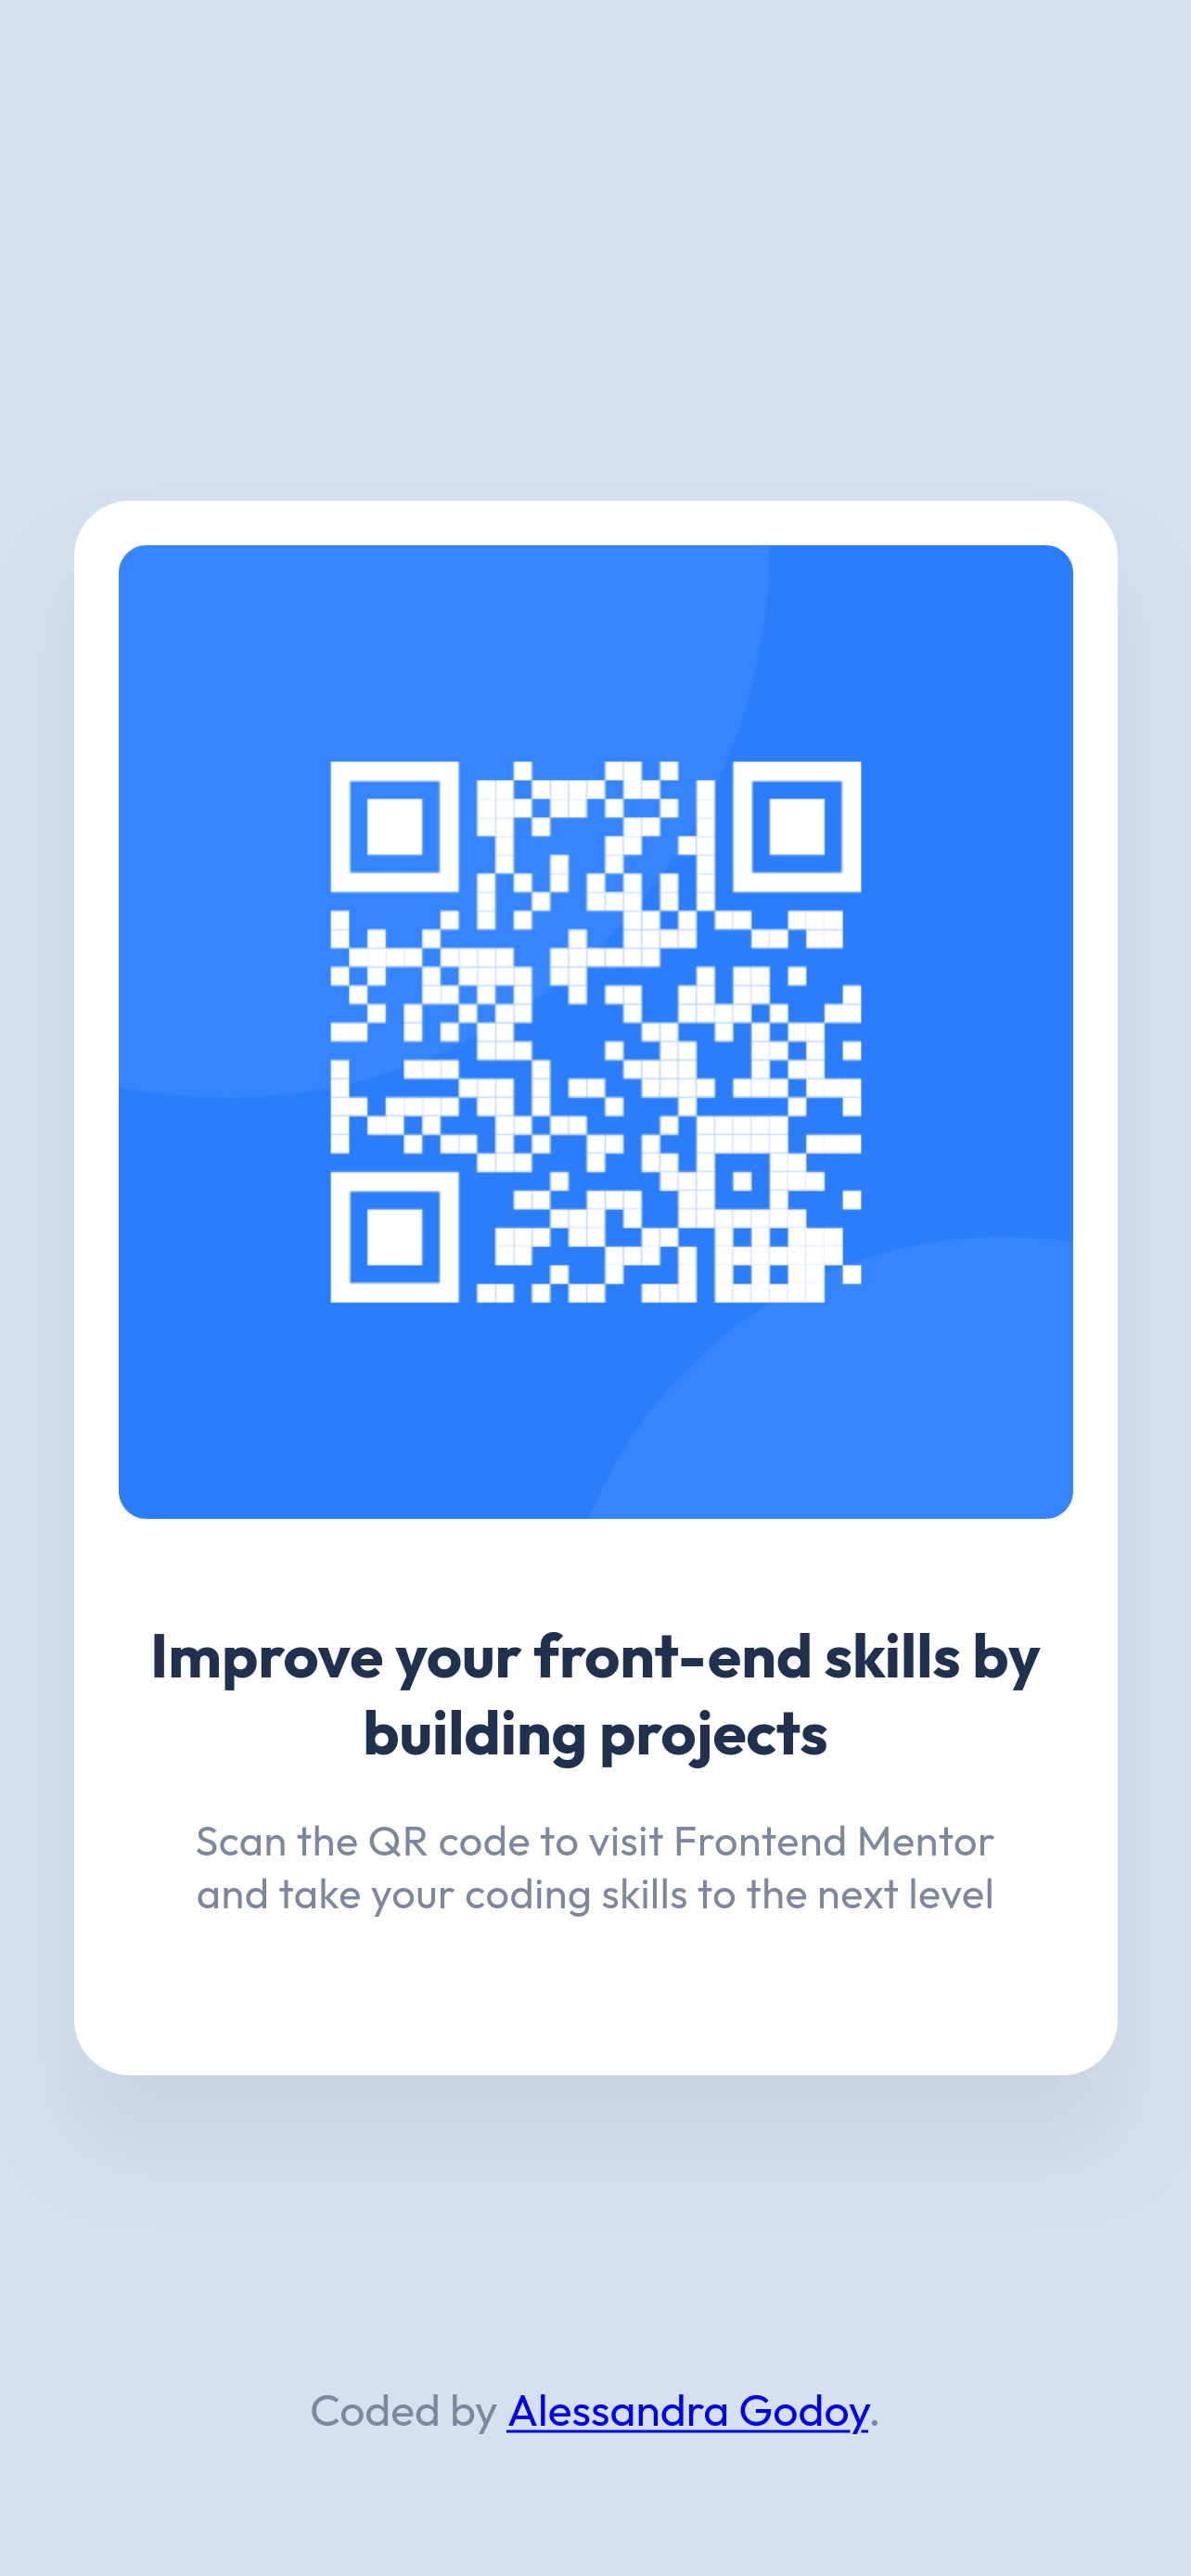 Improve your front-end skills by
building projects
Scan the QR code to visit Frontend Mentor
and take your coding skills to the next level
Coded by Alessandra Godoy.